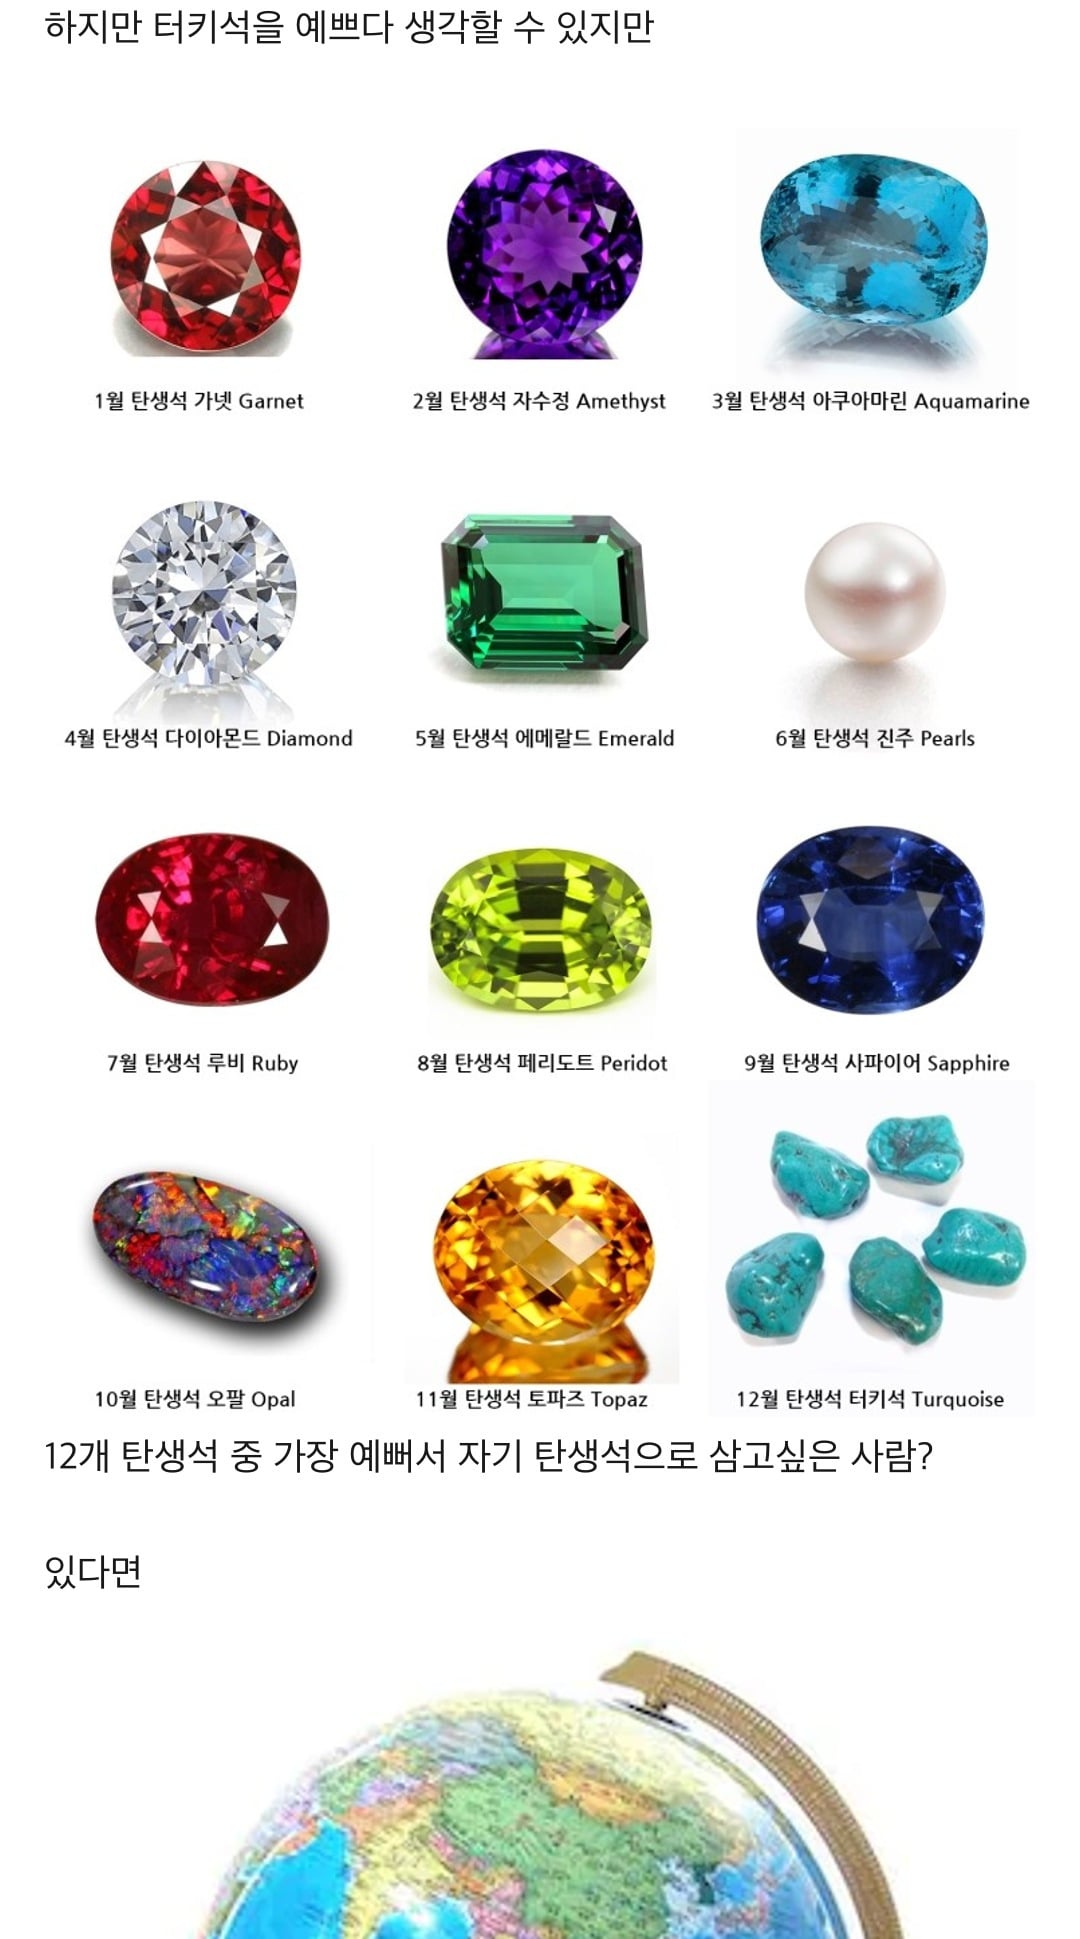 하지만 터키석을 예쁘다 생각할 수 있지만
1월 탄생석 가넷 Garnet
2월 탄생석 자수정 Amethyst
3월 탄생석 아쿠아마린 Aquamarine
4월 탄생석 다이아몬드 Diamond
5월 탄생석 에메랄드 Emerald
6월 탄생석 진주 Pearls
7월 탄생석 루비 Ruby
8월 탄생석 페리도트 Peridot
9월 탄생석 사파이어 Sapphire
10월 탄생석 오팔 Opal
11월 탄생석 토파즈 Topaz
12월 탄생석 터키석 Turquoise
12개 탄생석 중 가장 예뻐서 자기 탄생석으로 삼고싶은 사람?
있다면